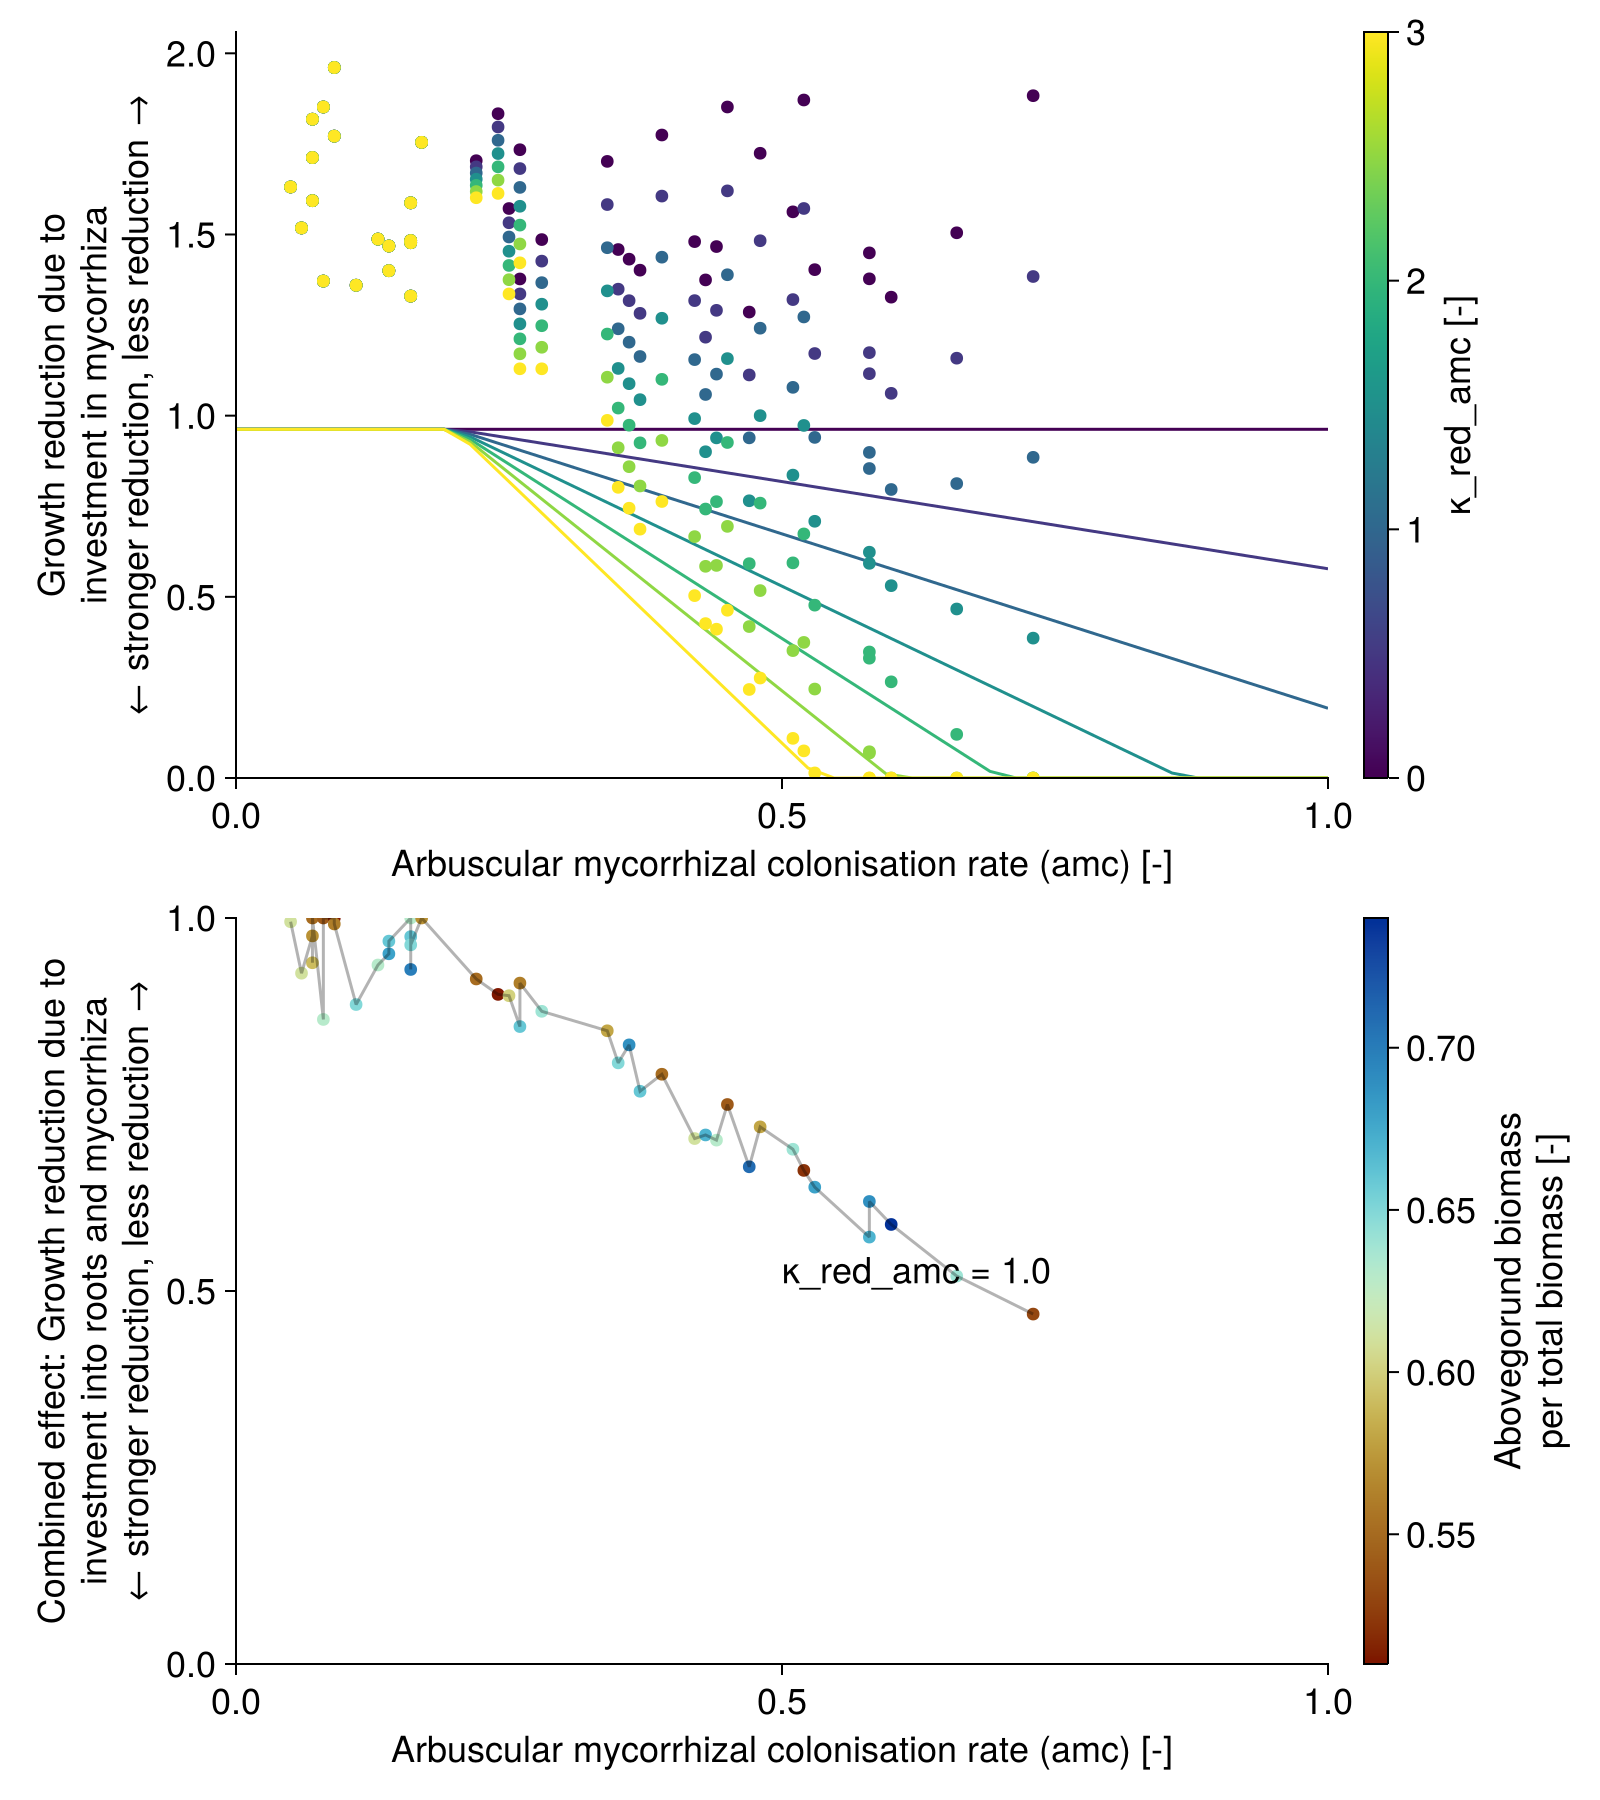 Growth reduction due to
investment in mycorrhiza
← stronger reduction, less reduction →
2.0
1.5
1.0
0.5
0.0
0.0
0.5
1.0
Arbuscular mycorrhizal colonisation rate (amc) [-]
3
2
1
0
κ_red_amc [-]
Combined effect: Growth reduction due to
investment into roots and mycorrhiza
← stronger reduction, less reduction →
1.0
0.5
0.0
κ_red_amc = 1.0
0.0
0.5
1.0
Arbuscular mycorrhizal colonisation rate (amc) [-]
0.70
0.65
0.60
0.55
Abovegorund biomass
per total biomass [-]